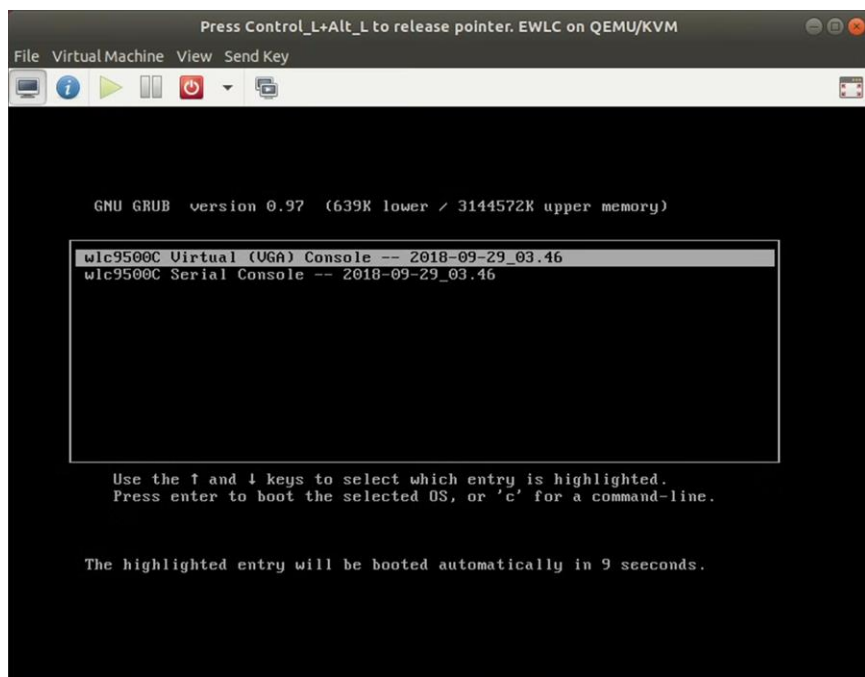 Press Control_L+Alt_L to release pointer. EWLC on QEMU/KVM
File Virtual Machine View Send Key
GNU GRUB version 0.97 (639K lower / 3144572K upper memory)
wlc9500C Virtual (VGA) Console -- 2018-09-29_03.46
wlc9500C Serial Console -- 2018-09-29_03.46
Use the ↑ and ↓ keys to select which entry is highlighted.
Press enter to boot the selected OS, or 'c' for a command-line.
The highlighted entry will be booted automatically in 9 seeconds.